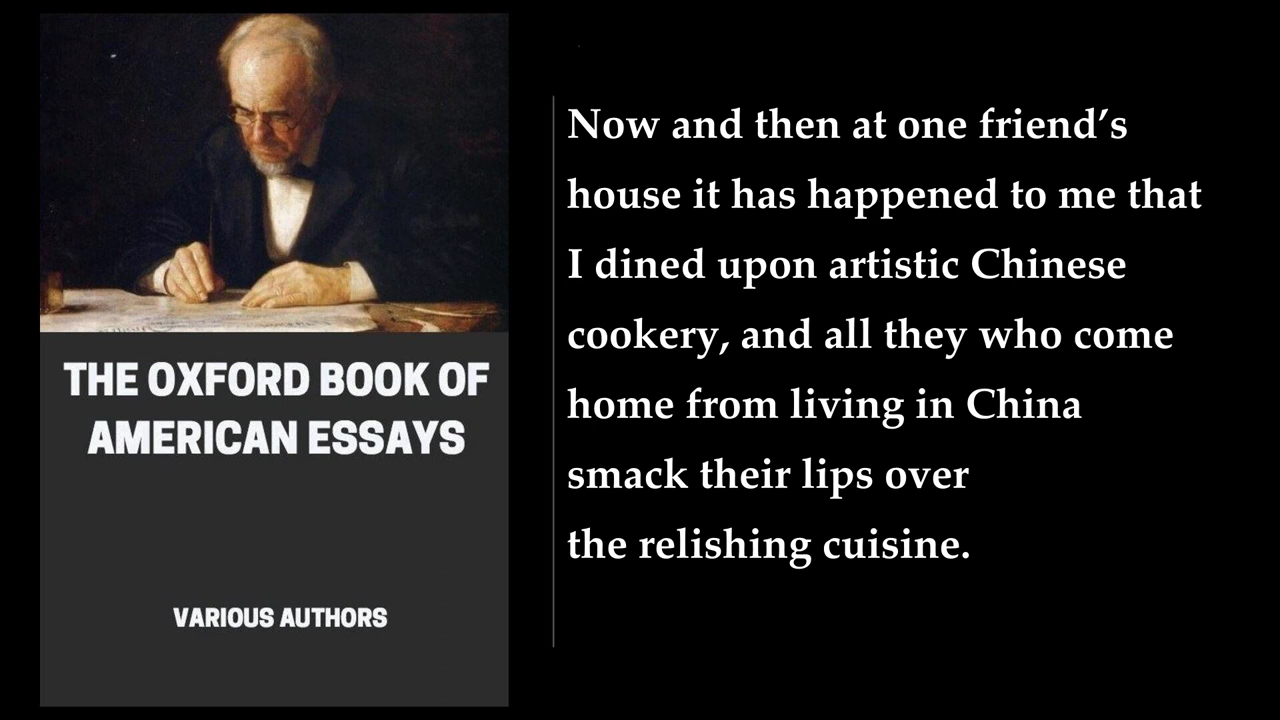 THE OXFORD BOOK OF
AMERICAN ESSAYS
VARIOUS AUTHORS
Now and then at one friend’s
house it has happened to me that
I dined upon artistic Chinese
cookery, and all they who come
home from living in China
smack their lips over
the relishing cuisine.